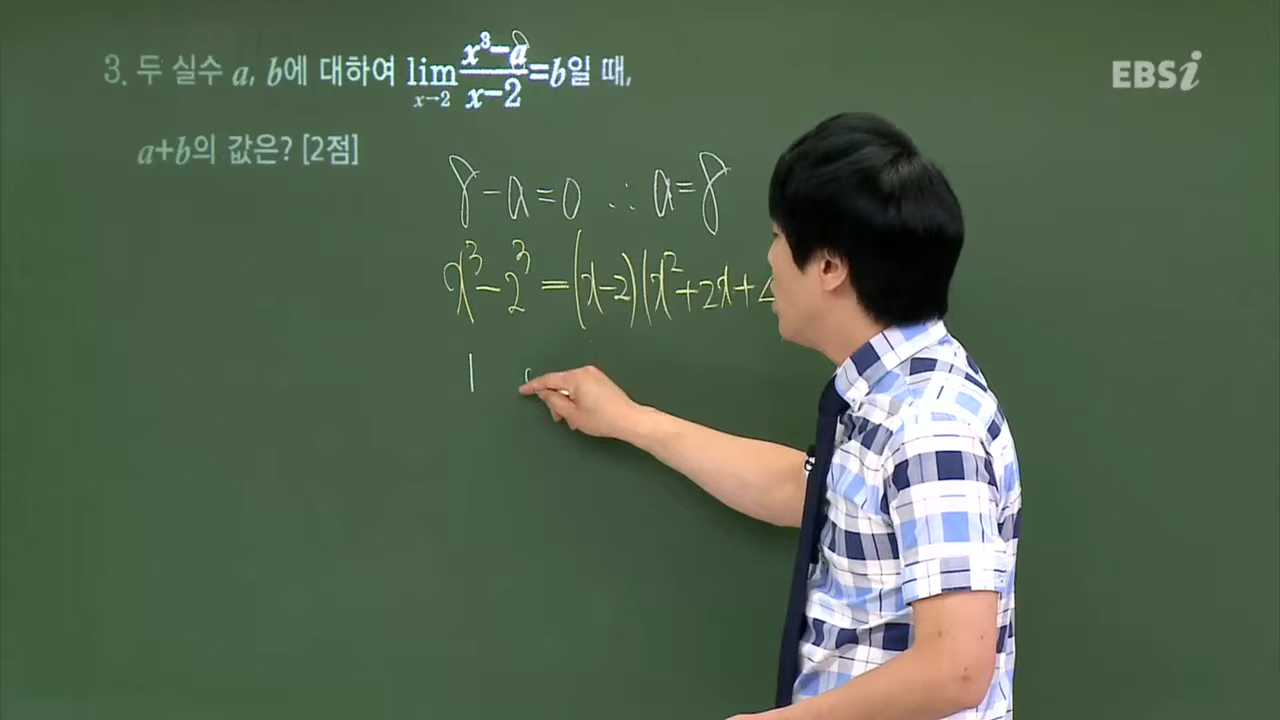 3. 두 실수 a, b에 대하여 lim x→2 (x³-a)/(x-2) = b일 때,
a+b의 값은? [2점]
EBSi
8-a=0 ∴ a=8
x³-2³=(x-2)(x²+2x+
1